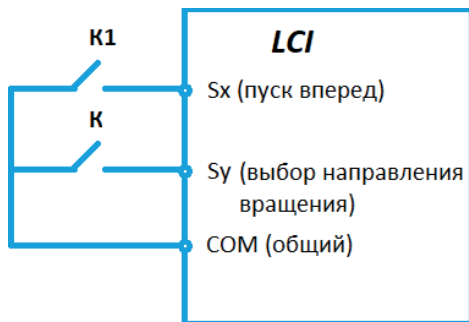 K1
LCI
Sx (пуск вперед)
K
Sy (выбор направления
вращения)
COM (общий)